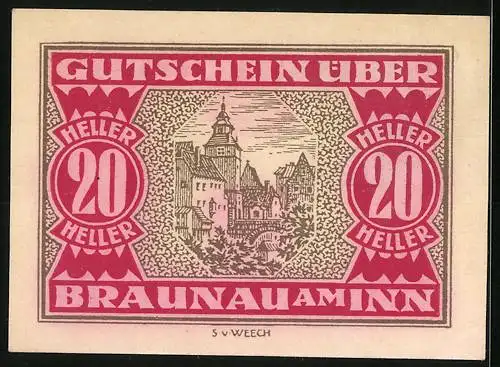 GUTSCHEIN ÜBER
HELLER
20
HELLER
HELLER
20
HELLER
BRAUNAU AM INN
S v WEECH